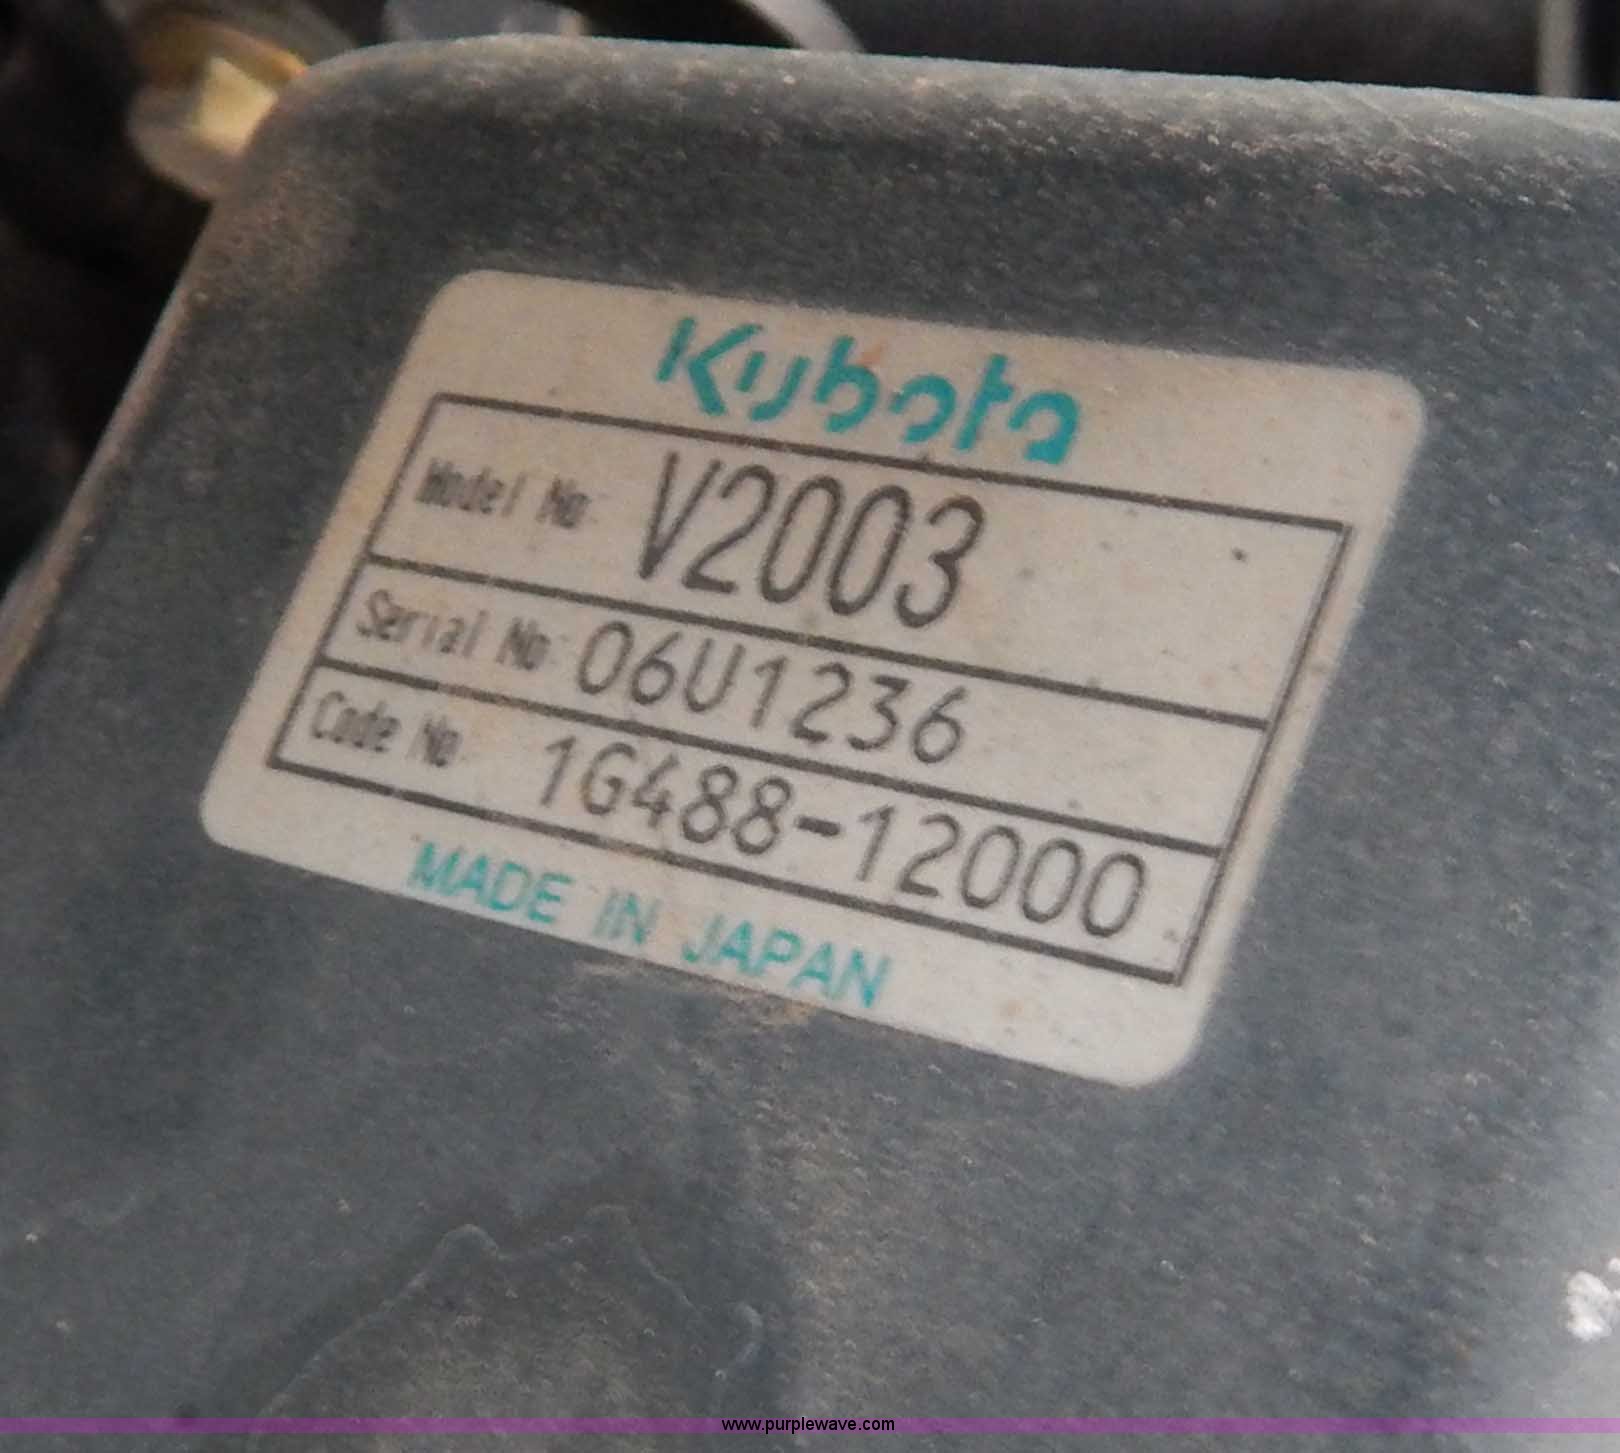 Kubota
Model No. V2003
Serial No. 06U1236
Code No. 1G488-12000
MADE IN JAPAN
www.purplewave.com